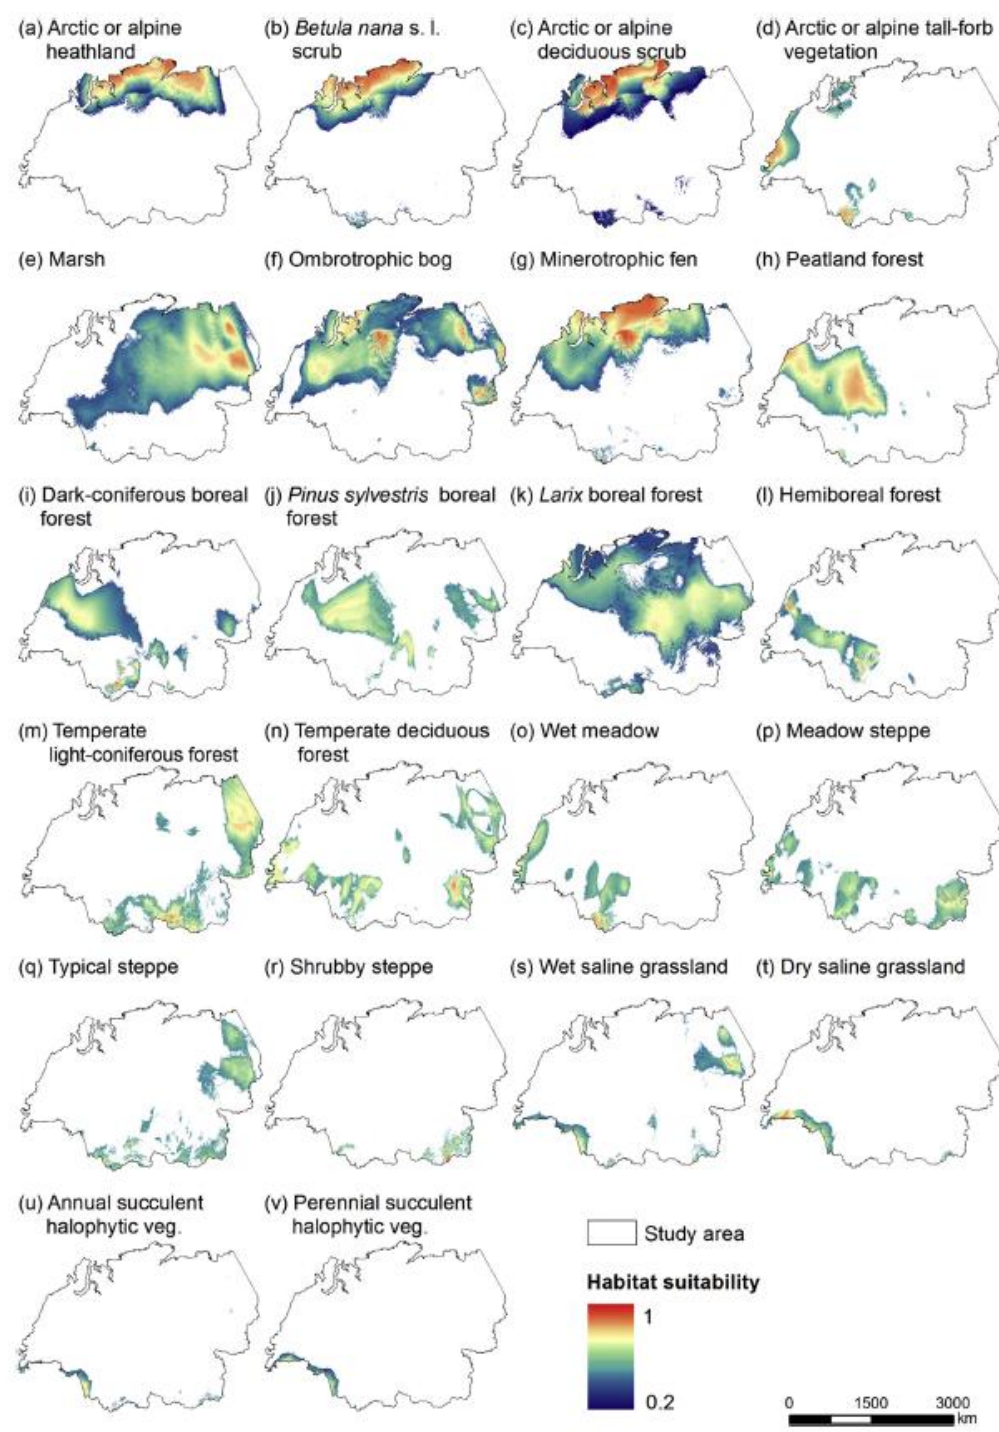 (a) Arctic or alpine
heathland
(b) Betula nana s. l.
scrub
(c) Arctic or alpine
deciduous scrub
(d) Arctic or alpine tall-forb
vegetation
(e) Marsh
(f) Ombrotrophic bog
(g) Minerotrophic fen
(h) Peatland forest
(i) Dark-coniferous boreal
forest
(j) Pinus sylvestris boreal
forest
(k) Larix boreal forest
(l) Hemiboreal forest
(m) Temperate
light-coniferous forest
(n) Temperate deciduous
forest
(o) Wet meadow
(p) Meadow steppe
(q) Typical steppe
(r) Shrubby steppe
(s) Wet saline grassland
(t) Dry saline grassland
(u) Annual succulent
halophytic veg.
(v) Perennial succulent
halophytic veg.
Study area
Habitat suitability
1
0.2
0 1500 3000
km